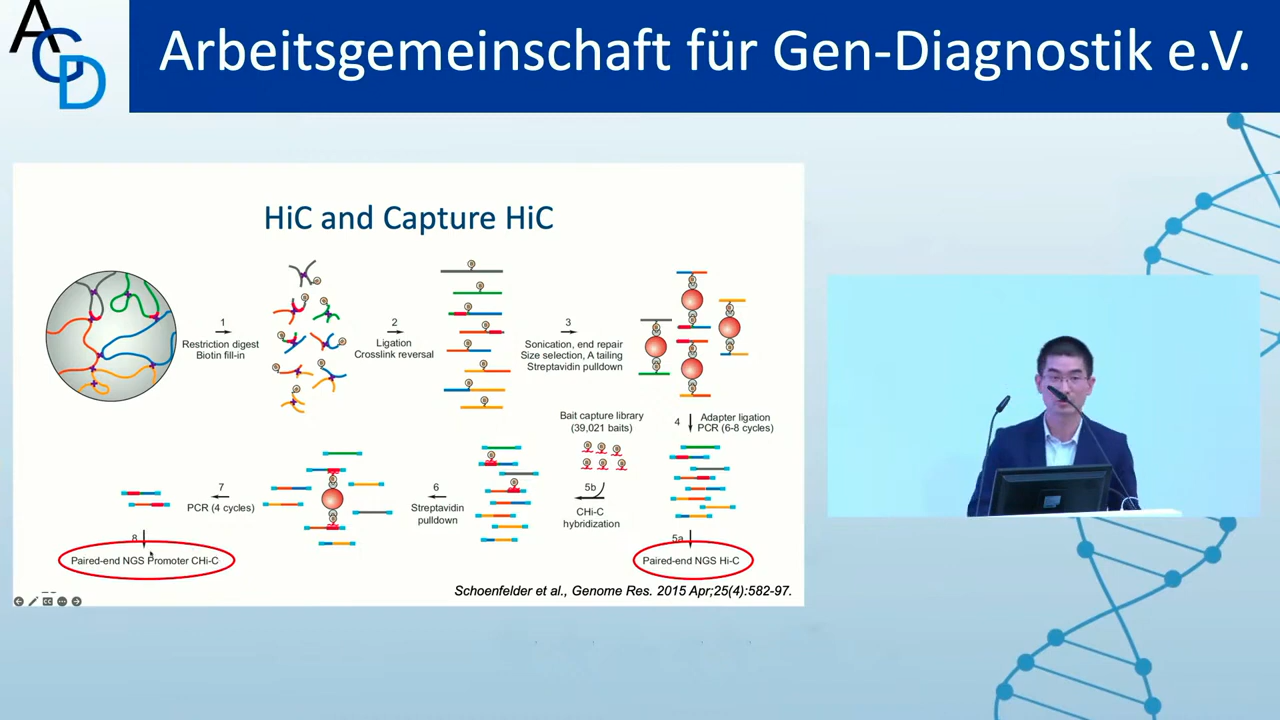 AGD
Arbeitsgemeinschaft für Gen-Diagnostik e.V.
HiC and Capture HiC
1
Restriction digest
Biotin fill-in
2
Ligation
Crosslink reversal
3
Sonication, end repair
Size selection, A tailing
Streptavidin pulldown
4
Adapter ligation
PCR (6-8 cycles)
Bait capture library
(39,021 baits)
5b
CHi-C
hybridization
6
Streptavidin
pulldown
7
PCR (4 cycles)
8
Paired-end NGS Promoter CHi-C
5a
Paired-end NGS Hi-C
Schoenfelder et al., Genome Res. 2015 Apr;25(4):582-97.